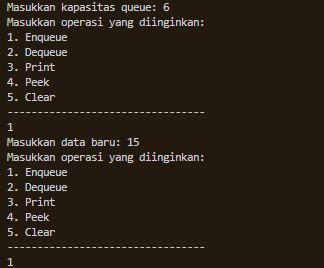 Masukkan kapasitas queue: 6
Masukkan operasi yang diinginkan:
1. Enqueue
2. Dequeue
3. Print
4. Peek
5. Clear
---------------------------------
1
Masukkan data baru: 15
Masukkan operasi yang diinginkan:
1. Enqueue
2. Dequeue
3. Print
4. Peek
5. Clear
---------------------------------
1